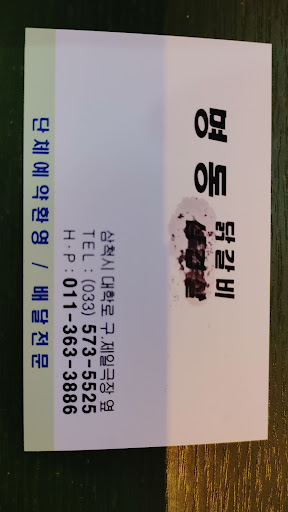 명동 닭갈비
삼척시 대학로 구.제일극장 옆
TEL : (033) 573-5525
H·P : 011-363-3886
단체예약환영 / 배달전문